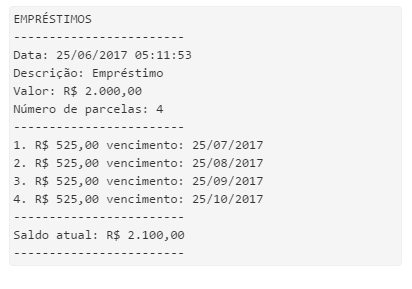 EMPRÉSTIMOS
------------------------
Data: 25/06/2017 05:11:53
Descrição: Empréstimo
Valor: R$ 2.000,00
Número de parcelas: 4
------------------------
1. R$ 525,00 vencimento: 25/07/2017
2. R$ 525,00 vencimento: 25/08/2017
3. R$ 525,00 vencimento: 25/09/2017
4. R$ 525,00 vencimento: 25/10/2017
------------------------
Saldo atual: R$ 2.100,00
------------------------